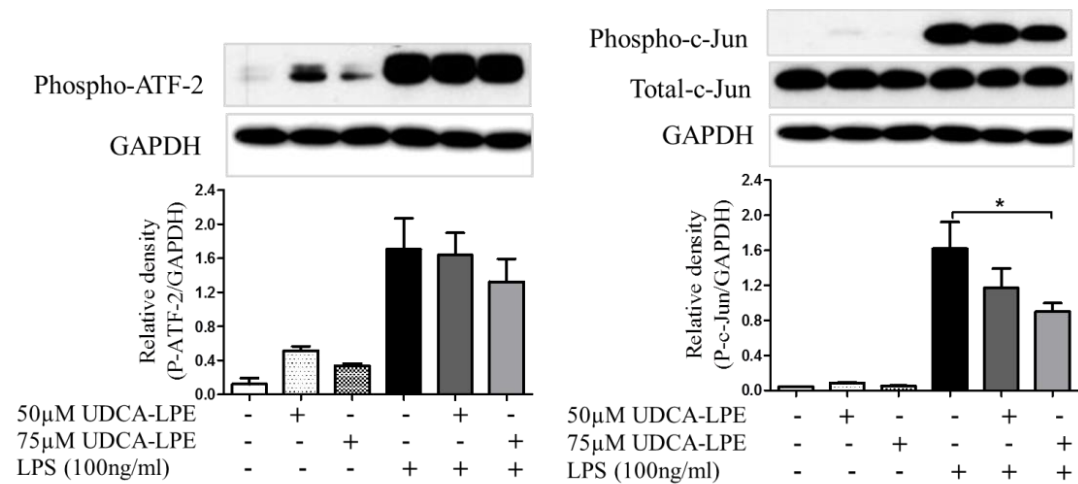 Phospho-ATF-2
GAPDH
Relative density
(P-ATF-2/GAPDH)
2.4
2.0
1.6
1.2
0.8
0.4
0.0
50µM UDCA-LPE - + - - + -
75µM UDCA-LPE - - + - - +
LPS (100ng/ml) - - - + + +
Phospho-c-Jun
Total-c-Jun
GAPDH
Relative density
(P-c-Jun/GAPDH)
2.4
2.0
1.6
1.2
0.8
0.4
0.0
*
50µM UDCA-LPE - + - - + -
75µM UDCA-LPE - - + - - +
LPS (100ng/ml) - - - + + +